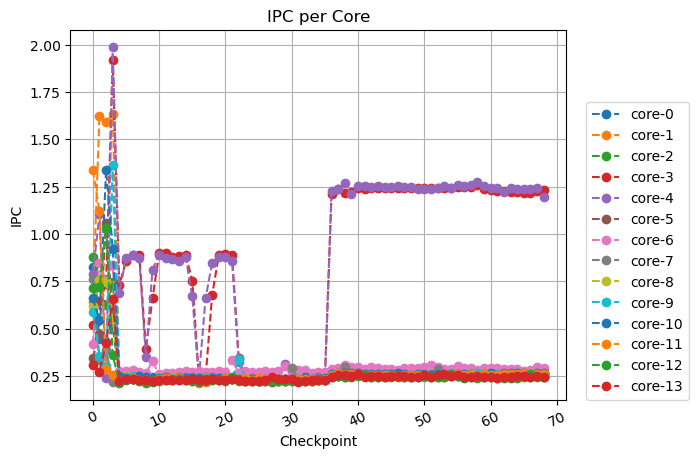 IPC per Core
IPC
2.00
1.75
1.50
1.25
1.00
0.75
0.50
0.25
0
10
20
30
40
50
60
70
Checkpoint
core-0
core-1
core-2
core-3
core-4
core-5
core-6
core-7
core-8
core-9
core-10
core-11
core-12
core-13